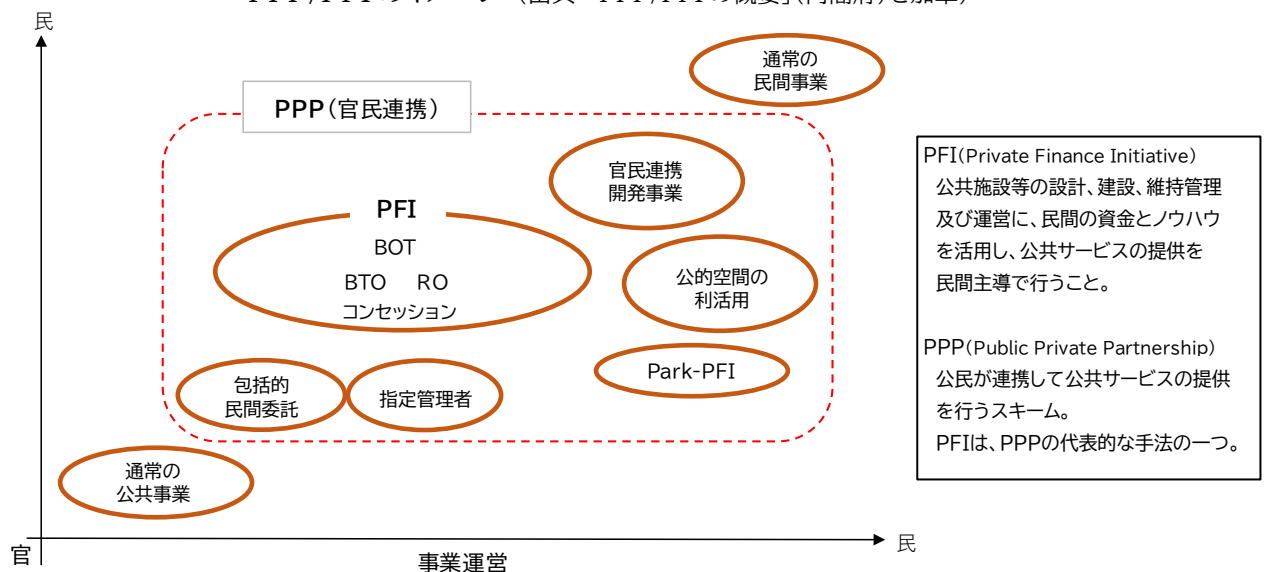 民
通常の
民間事業
PPP(官民連携)
官民連携
開発事業
PFI
BOT
BTO RO
コンセッション
公的空間の
利活用
Park-PFI
包括的
民間委託
指定管理者
通常の
公共事業
官
事業運営
民
PFI(Private Finance Initiative)
公共施設等の設計、建設、維持管理
及び運営に、民間の資金とノウハウ
を活用し、公共サービスの提供を
民間主導で行うこと。
PPP(Public Private Partnership)
公民が連携して公共サービスの提供
を行うスキーム。
PFIは、PPPの代表的な手法の一つ。